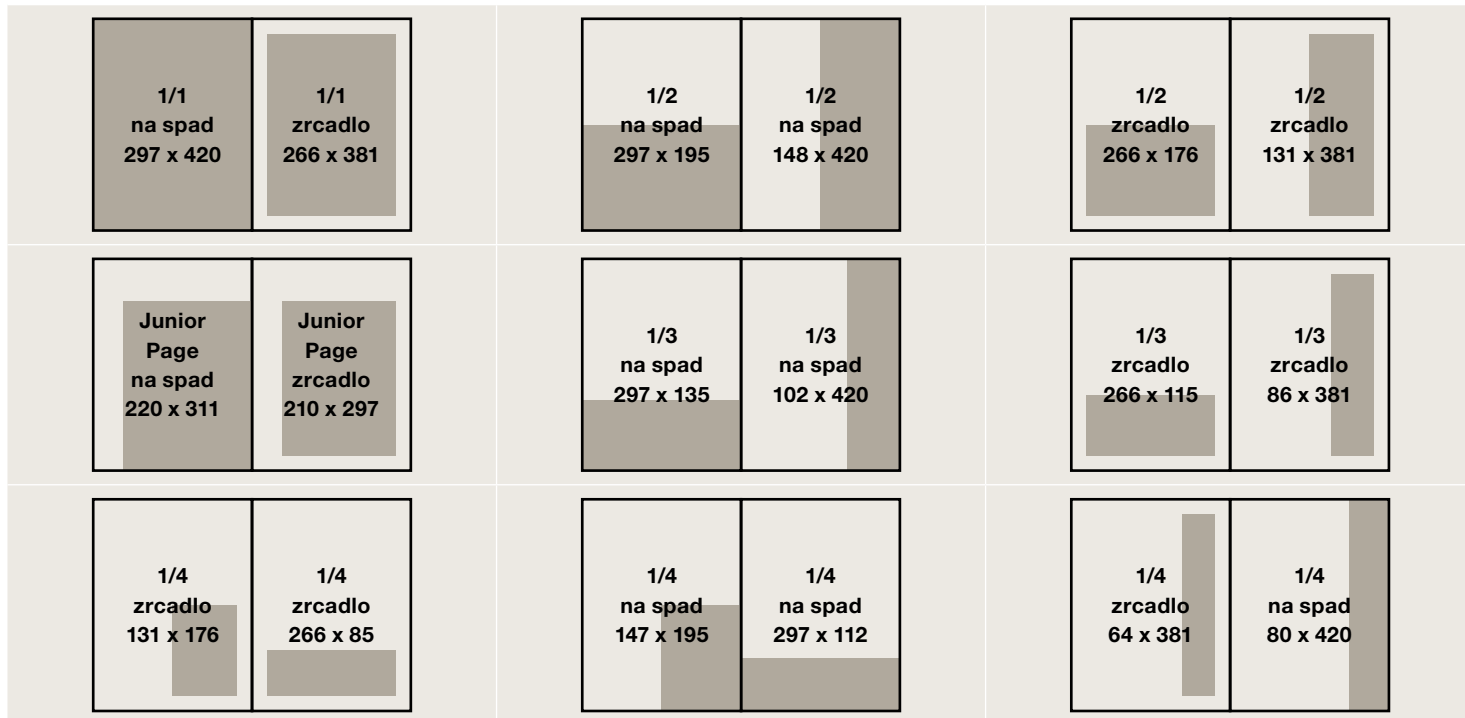 1/1
na spad
297 x 420
1/1
zrcadlo
266 x 381
1/2
na spad
297 x 195
1/2
na spad
148 x 420
1/2
zrcadlo
266 x 176
1/2
zrcadlo
131 x 381
Junior
Page
na spad
220 x 311
Junior
Page
zrcadlo
210 x 297
1/3
na spad
297 x 135
1/3
na spad
102 x 420
1/3
zrcadlo
266 x 115
1/3
zrcadlo
86 x 381
1/4
zrcadlo
131 x 176
1/4
zrcadlo
266 x 85
1/4
na spad
147 x 195
1/4
na spad
297 x 112
1/4
zrcadlo
64 x 381
1/4
na spad
80 x 420